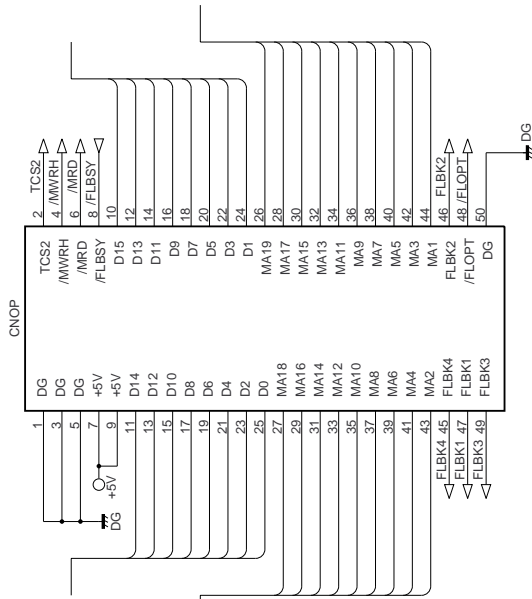 CNOP
2 TCS2
4 /MWRH
6 /MRD
8 /FLBSY
10
12
14
16
18
20
22
24
26
28
30
32
34
36
38
40
42
44
46 FLBK2
48 /FLOPT
50
DG
TCS2
/MWRH
/MRD
/FLBSY
D15
D13
D11
D9
D7
D5
D3
D1
MA19
MA17
MA15
MA13
MA11
MA9
MA7
MA5
MA3
MA1
FLBK2
/FLOPT
DG
DG
DG
DG
+5V
+5V
D14
D12
D10
D8
D6
D4
D2
D0
MA18
MA16
MA14
MA12
MA10
MA8
MA6
MA4
MA2
FLBK4
FLBK1
FLBK3
1
3
5
7
9
11
13
15
17
19
21
23
25
27
29
31
33
35
37
39
41
43
FLBK4 45
FLBK1 47
FLBK3 49
+5V
DG